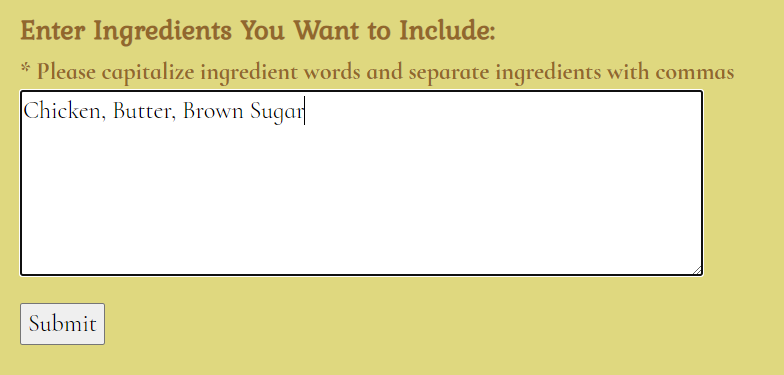 Enter Ingredients You Want to Include:
* Please capitalize ingredient words and separate ingredients with commas
Chicken, Butter, Brown Sugar
Submit